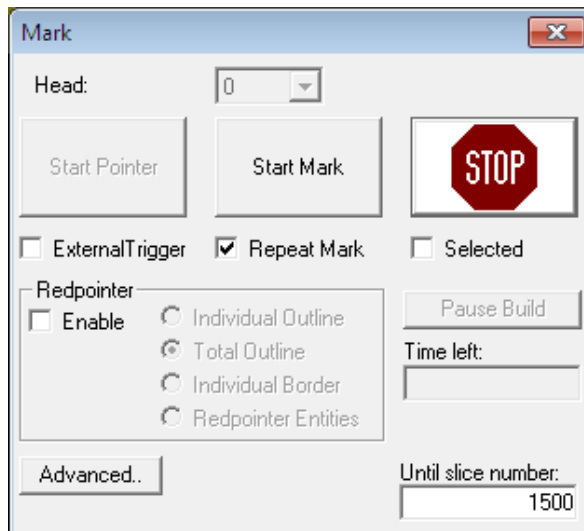 Mark
Head: 0
Start Pointer Start Mark STOP
ExternalTrigger Repeat Mark Selected
Redpointer
Enable Individual Outline
Total Outline
Individual Border
Redpointer Entities
Pause Build
Time left:
Advanced..
Until slice number:
1500